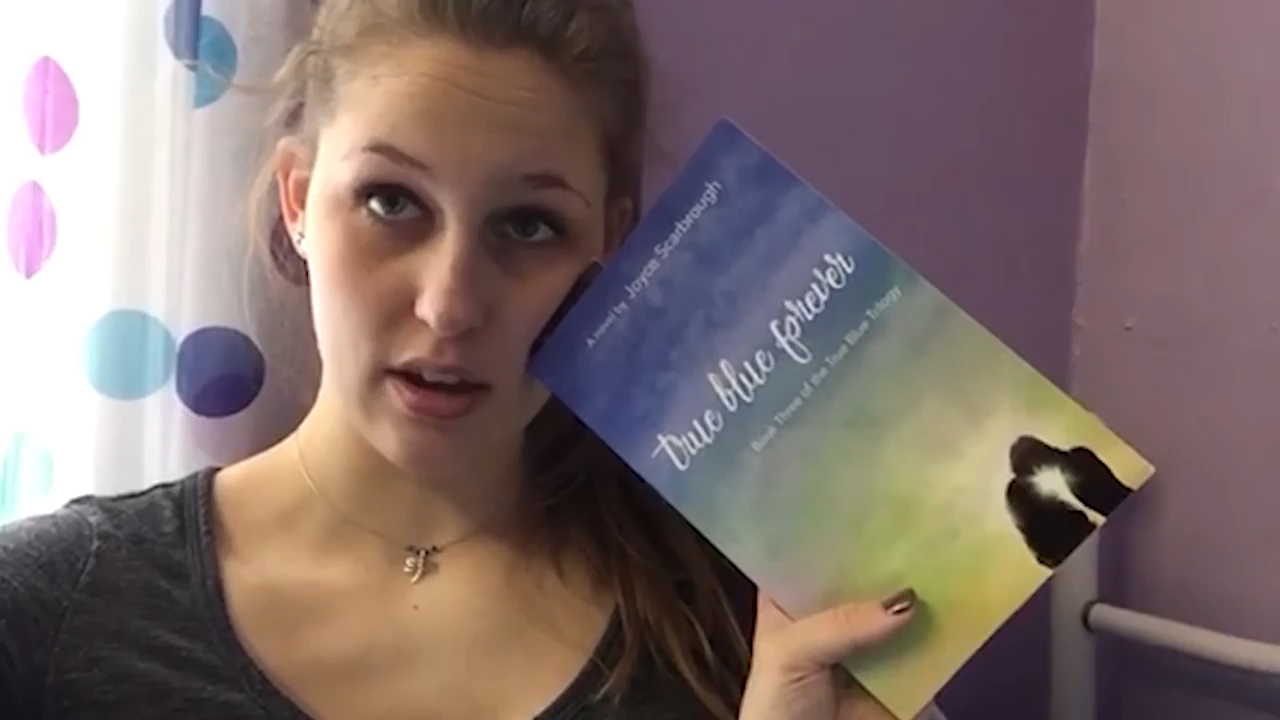 A novel by Joyce Scarbrough
true blue forever
Book Three of the True Blue Trilogy